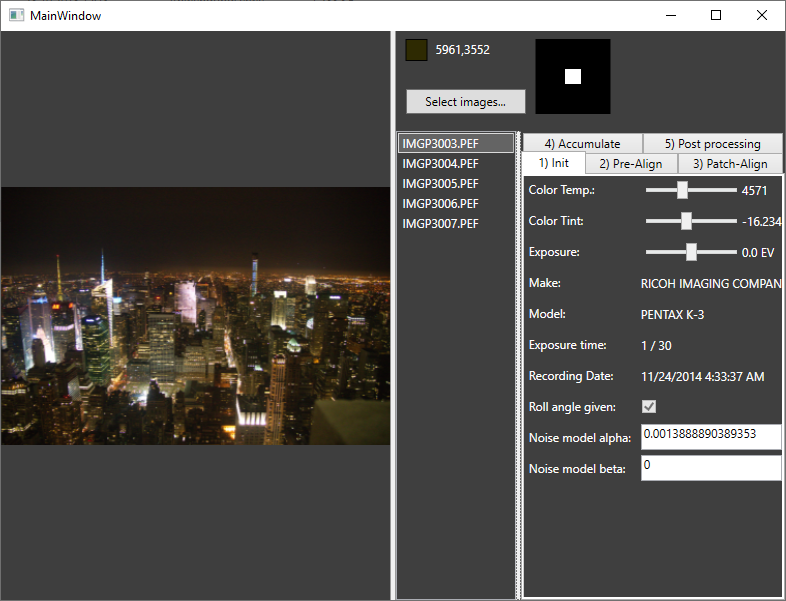 MainWindow
5961,3552
Select images...
IMGP3003.PEF
IMGP3004.PEF
IMGP3005.PEF
IMGP3006.PEF
IMGP3007.PEF
4) Accumulate
5) Post processing
1) Init
2) Pre-Align
3) Patch-Align
Color Temp.: 4571
Color Tint: -16.234
Exposure: 0.0 EV
Make: RICOH IMAGING COMPAN
Model: PENTAX K-3
Exposure time: 1 / 30
Recording Date: 11/24/2014 4:33:37 AM
Roll angle given:
Noise model alpha: 0.0013888890389353
Noise model beta: 0